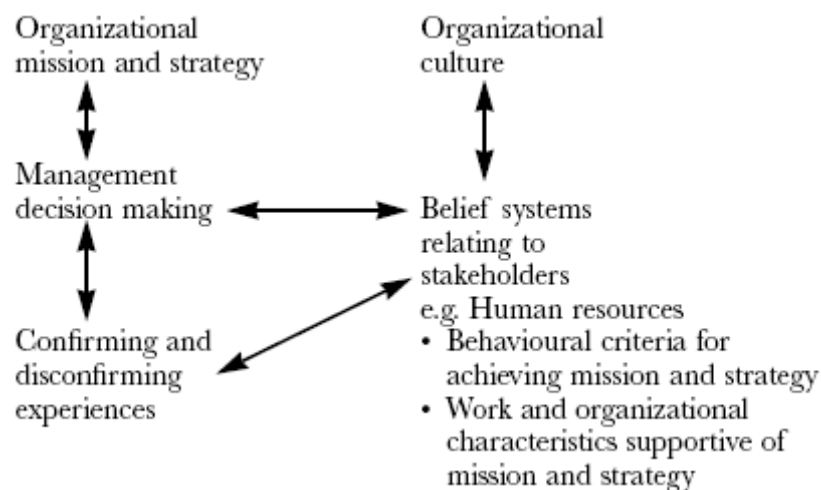 Organizational
mission and strategy
Organizational
culture
Management
decision making
Belief systems
relating to
stakeholders
e.g. Human resources
• Behavioural criteria for
achieving mission and strategy
• Work and organizational
characteristics supportive of
mission and strategy
Confirming and
disconfirming
experiences